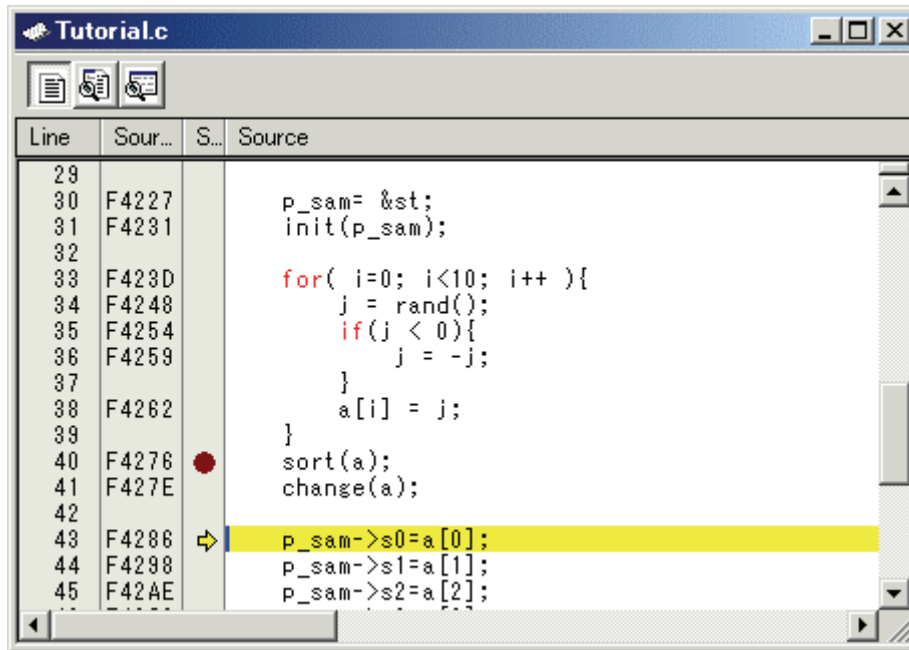 Tutorial.c
Line Sour... S... Source
29
30 F4227 p_sam= &st;
31 F4231 init(p_sam);
32
33 F423D for( i=0; i<10; i++ ){
34 F4248 j = rand();
35 F4254 if(j < 0){
36 F4259 j = -j;
37 }
38 F4262 a[i] = j;
39 }
40 F4276 sort(a);
41 F427E change(a);
42
43 F4286 p_sam->s0=a[0];
44 F4298 p_sam->s1=a[1];
45 F42AE p_sam->s2=a[2];